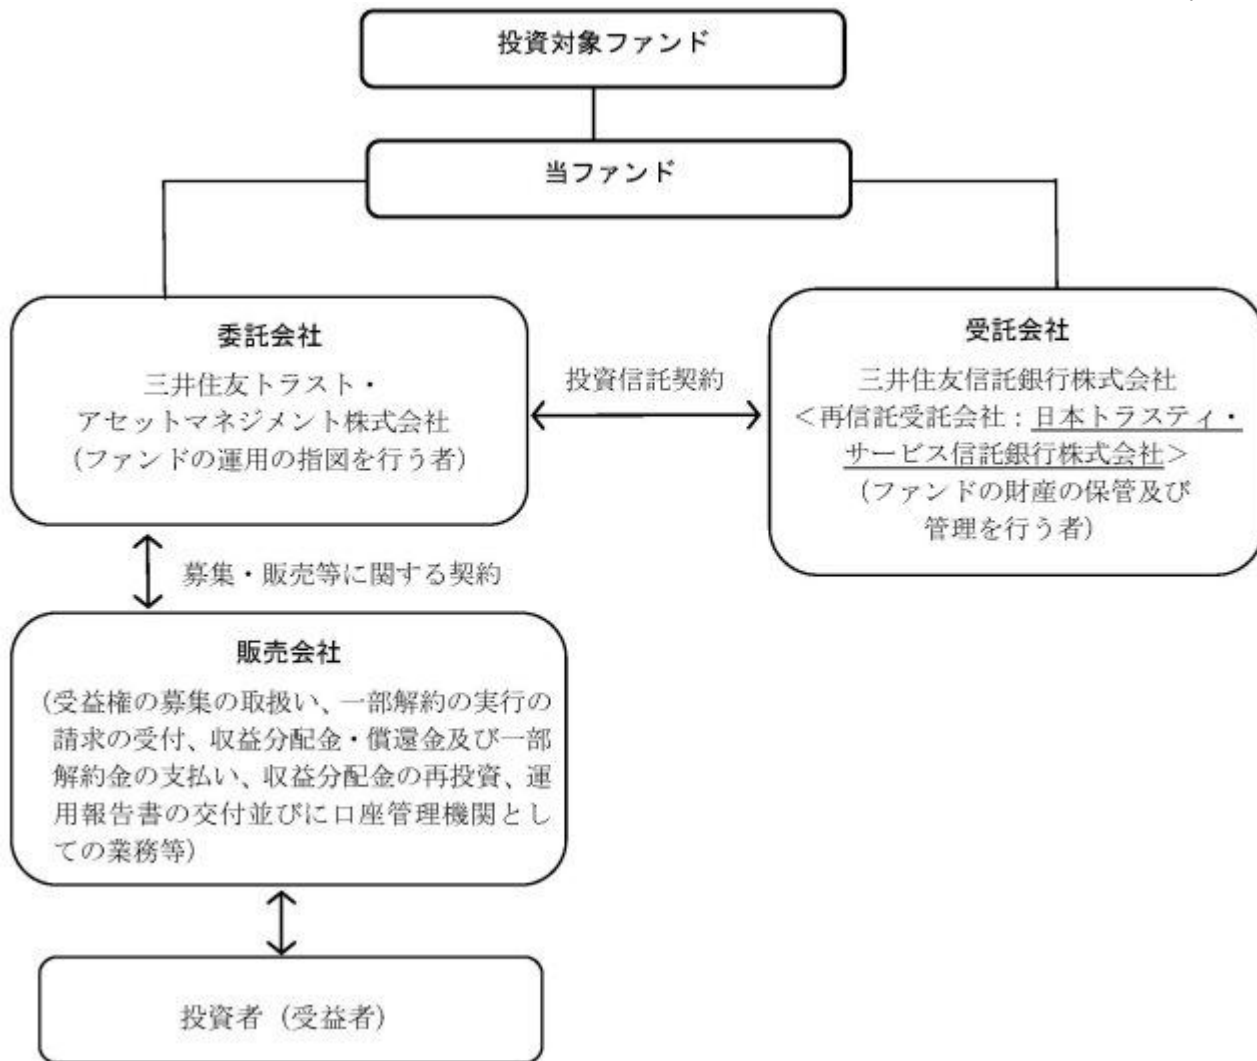 投資対象ファンド
当ファンド
委託会社
三井住友トラスト・
アセットマネジメント株式会社
（ファンドの運用の指図を行う者）
投資信託契約
受託会社
三井住友信託銀行株式会社
＜再信託受託会社：日本トラスティ・
サービス信託銀行株式会社＞
（ファンドの財産の保管及び
管理を行う者）
募集・販売等に関する契約
販売会社
（受益権の募集の取扱い、一部解約の実行の
請求の受付、収益分配金・償還金及び一部
解約金の支払い、収益分配金の再投資、運
用報告書の交付並びに口座管理機関とし
ての業務等）
投資者（受益者）